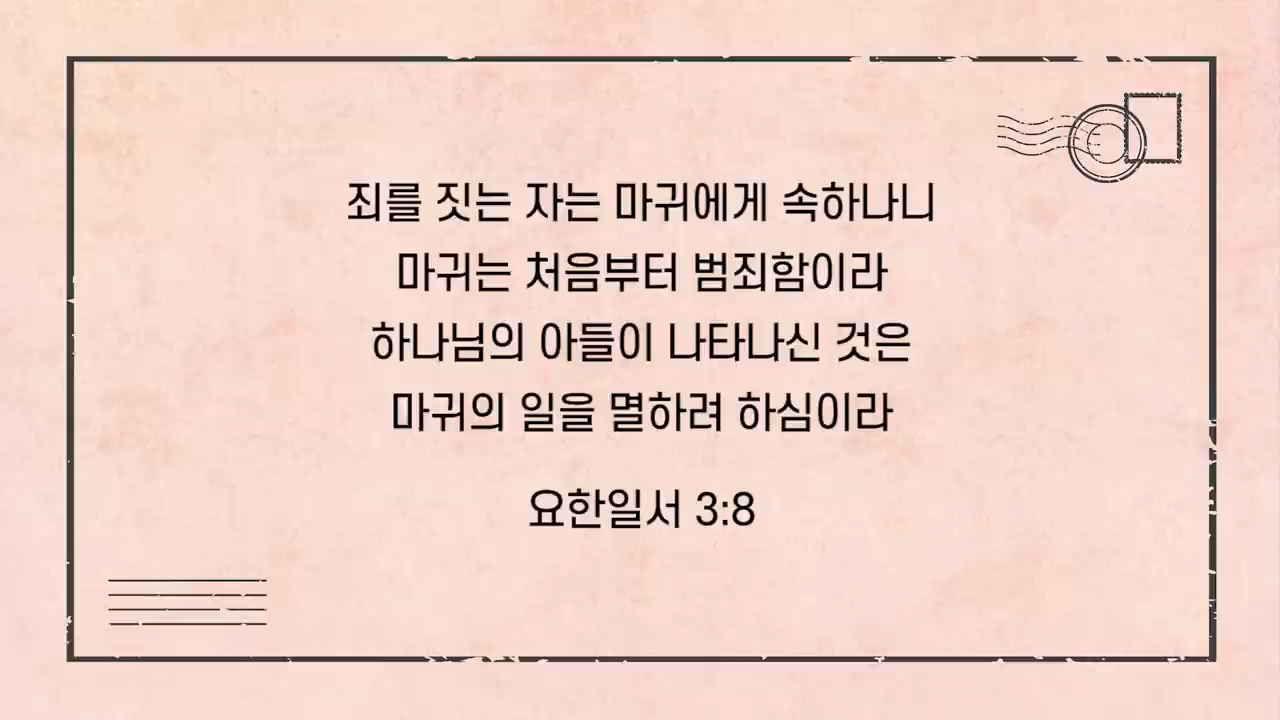 죄를 짓는 자는 마귀에게 속하나니
마귀는 처음부터 범죄함이라
하나님의 아들이 나타나신 것은
마귀의 일을 멸하려 하심이라
요한일서 3:8